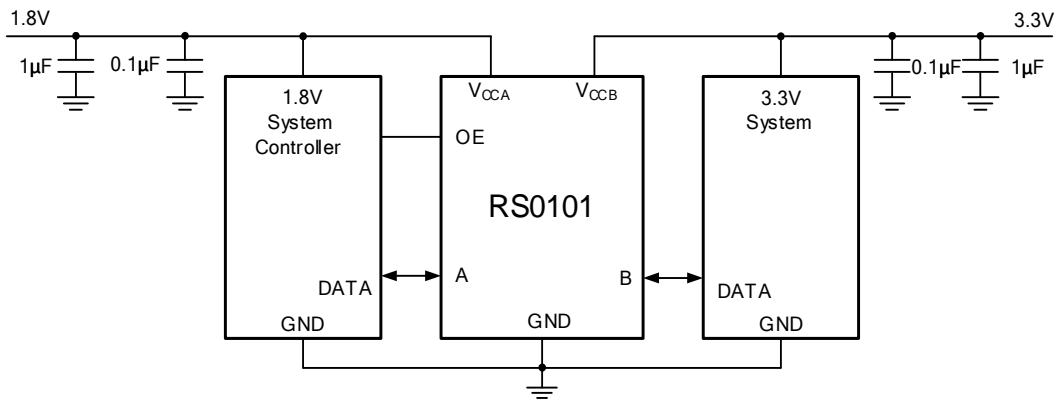 1.8V
3.3V
1µF
0.1µF
0.1µF
1µF
1.8V
System
Controller
DATA
GND
VCCA
VCCB
OE
RS0101
A
B
GND
3.3V
System
DATA
GND